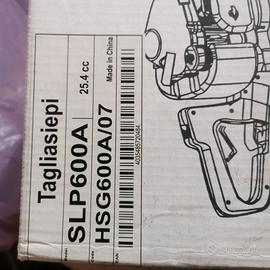 Tagliasiepi
SLP600A
25.4 cc
HSG600A/07
Made in China